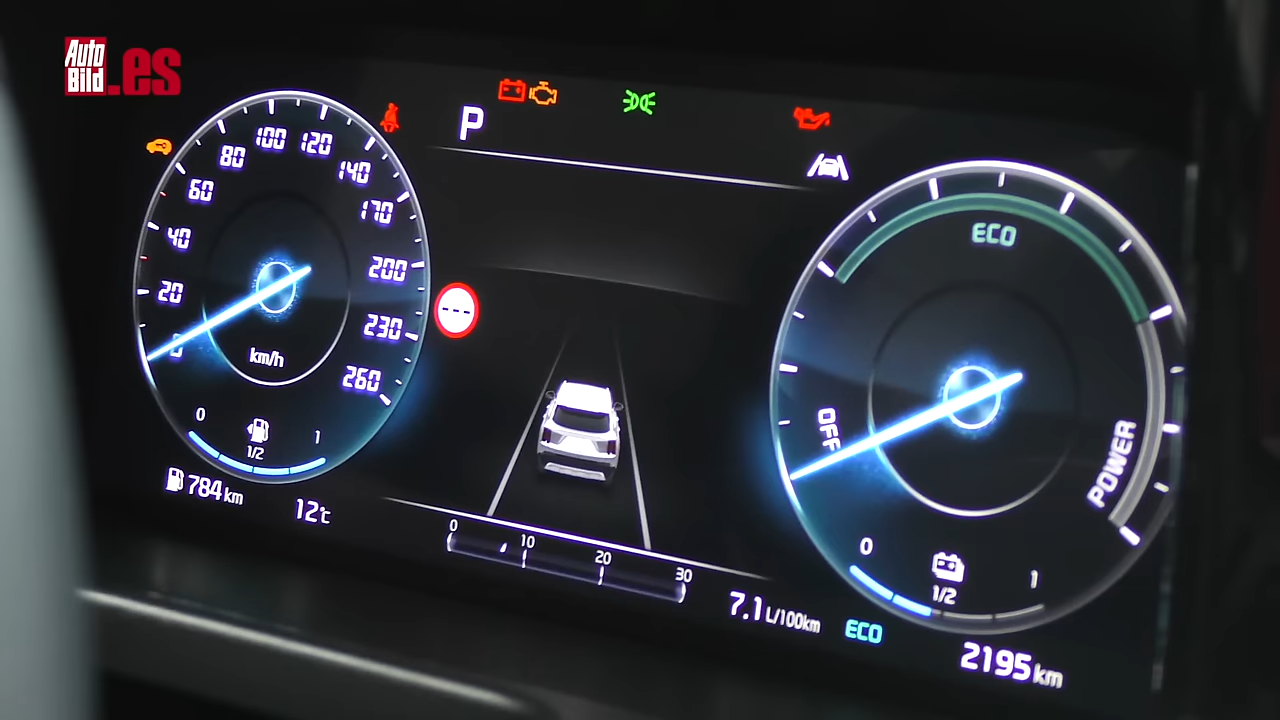 Auto
Bild
.es
P
0
20
40
60
80
100
120
140
170
200
230
260
km/h
0
1/2
1
784 km
12℃
---
0
10
20
30
7.1 L/100km
ECO
ECO
OFF
POWER
0
1/2
1
2195 km